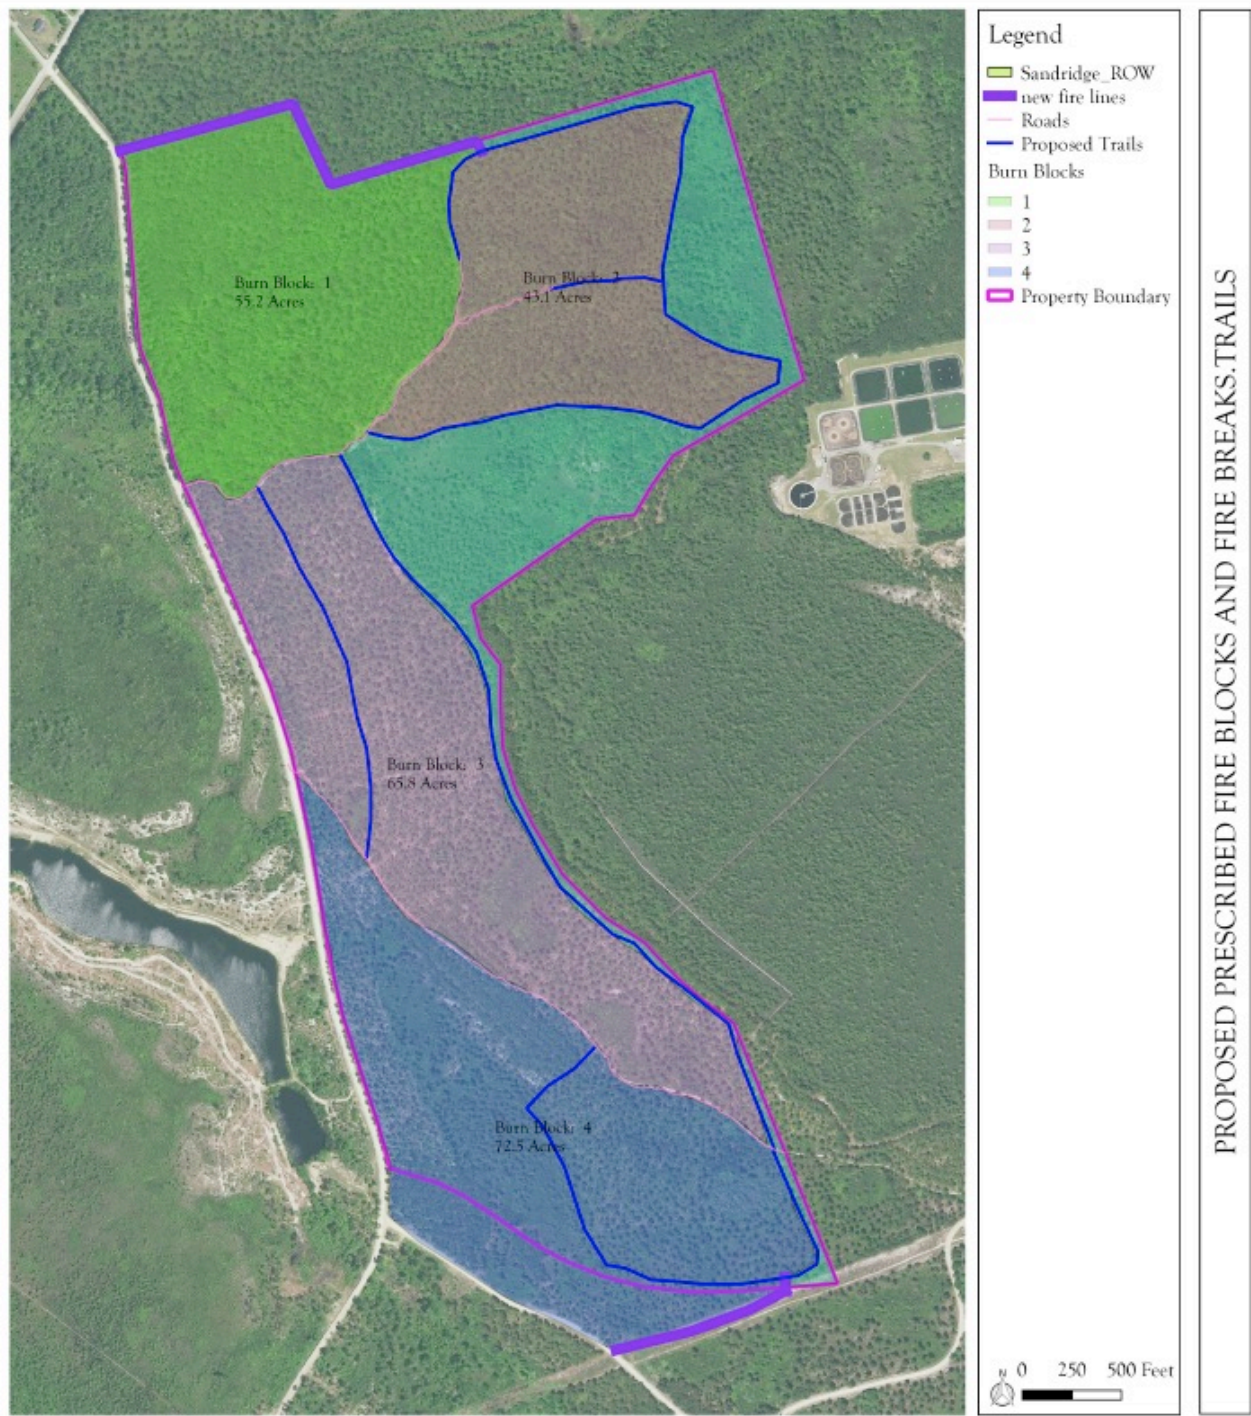 Legend
Sandridge_ROW
new fire lines
Roads
Proposed Trails
Burn Blocks
1
2
3
4
Property Boundary
Burn Block: 1
55.2 Acres
Burn Block: 2
43.1 Acres
Burn Block: 3
65.8 Acres
Burn Block: 4
72.5 Acres
N 0 250 500 Feet
PROPOSED PRESCRIBED FIRE BLOCKS AND FIRE BREAKS.TRAILS